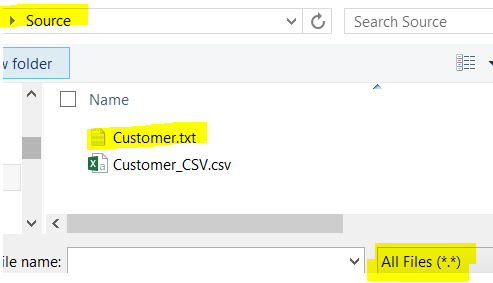 Source
Search Source
w folder
Name
Customer.txt
Customer_CSV.csv
ile name:
All Files (*.*)